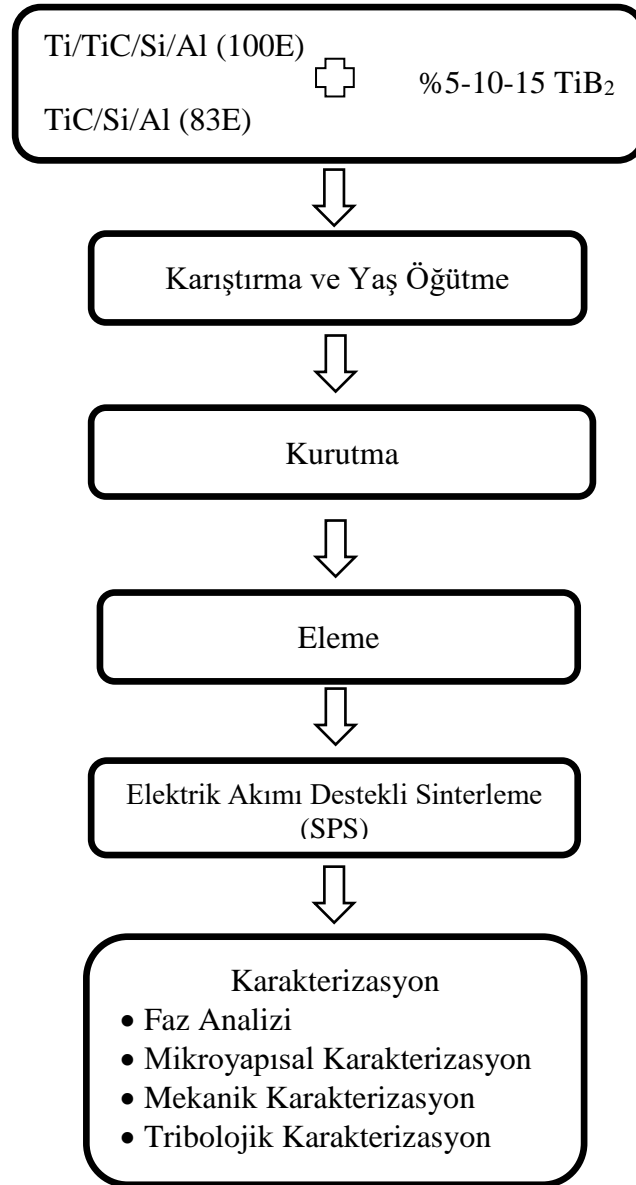 Ti/TiC/Si/Al (100E)
%5-10-15 TiB₂
TiC/Si/Al (83E)
Karıştırma ve Yaş Öğütme
Kurutma
Eleme
Elektrik Akımı Destekli Sinterleme
(SPS)
Karakterizasyon
• Faz Analizi
• Mikroyapısal Karakterizasyon
• Mekanik Karakterizasyon
• Tribolojik Karakterizasyon